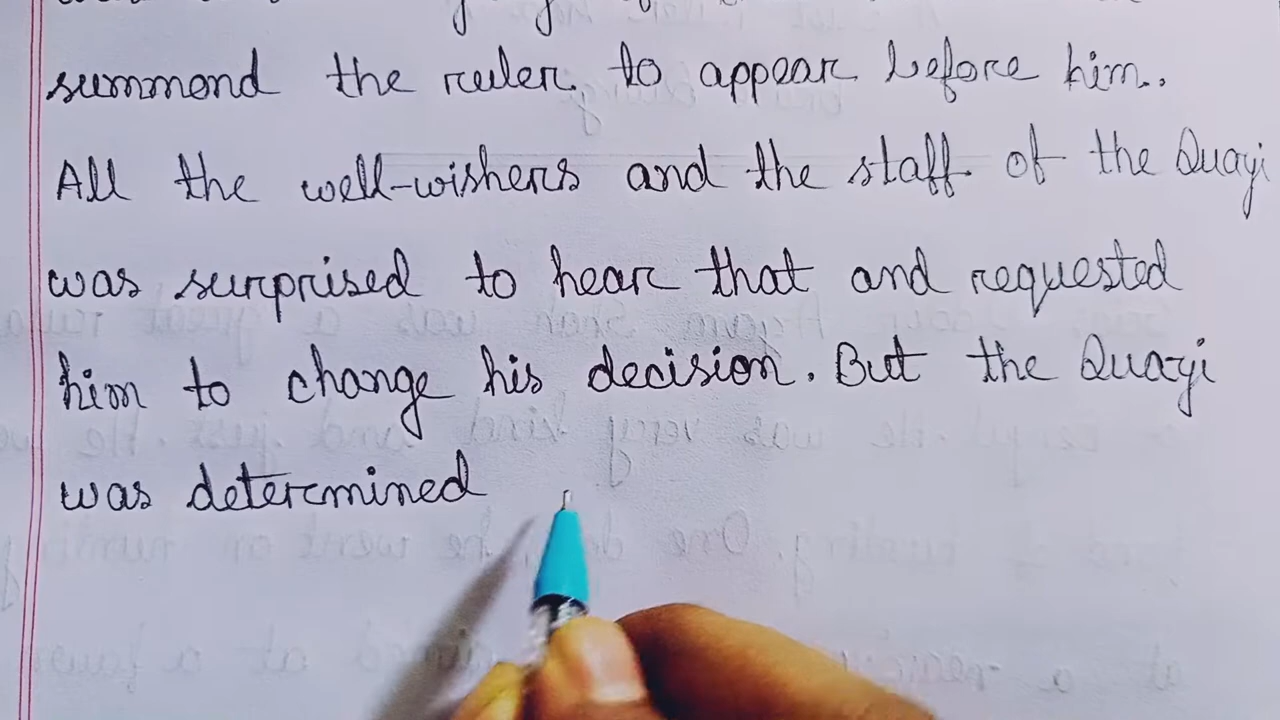 summond the ruler to appear before him.
All the well-wishers and the staff of the Quayi
was surprised to hear that and requested
him to change his decision. But the Quazi
was determined